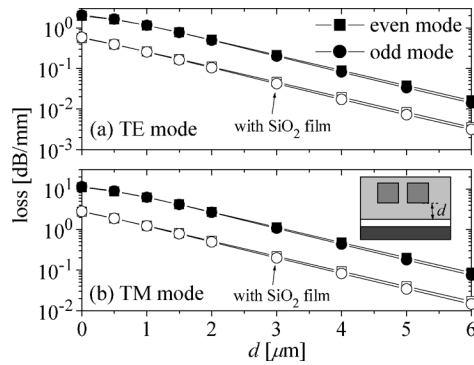 10^1
10^0
10^-1
10^-2
10^-3
even mode
odd mode
with SiO2 film
(a) TE mode
loss [dB/mm]
10^1
10^0
10^-1
10^-2
d
with SiO2 film
(b) TM mode
0 1 2 3 4 5 6
d [μm]